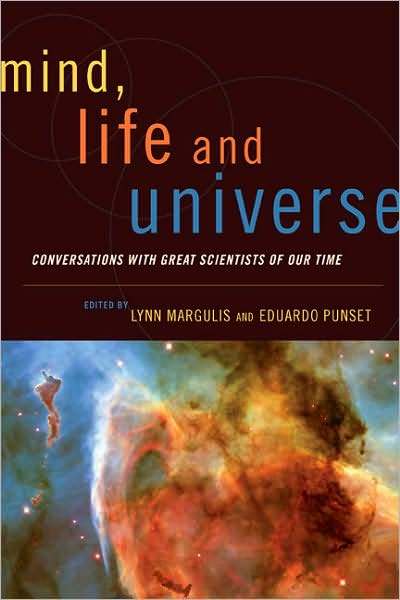 mind,
life and
universe
CONVERSATIONS WITH GREAT SCIENTISTS OF OUR TIME
EDITED BY LYNN MARGULIS AND EDUARDO PUNSET